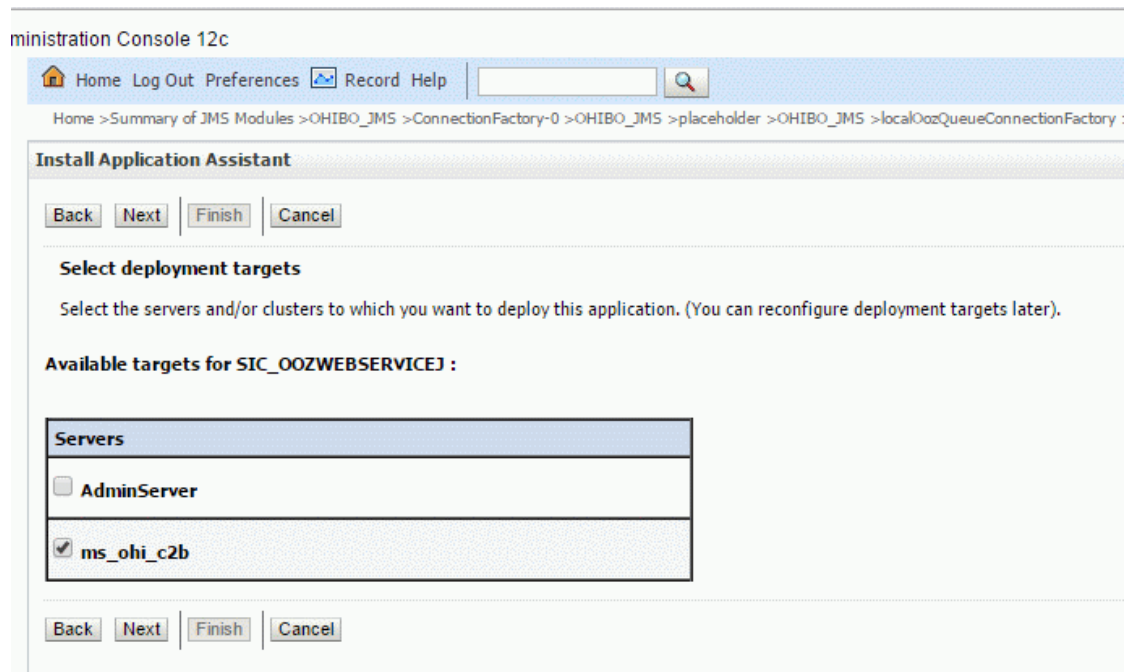 ministration Console 12c
Home Log Out Preferences Record Help
Home >Summary of JMS Modules >OHIBO_JMS >ConnectionFactory-0 >OHIBO_JMS >placeholder >OHIBO_JMS >localOozQueueConnectionFactory :
Install Application Assistant
Back Next Finish Cancel
Select deployment targets
Select the servers and/or clusters to which you want to deploy this application. (You can reconfigure deployment targets later).
Available targets for SIC_OOZWEBSERVICEJ :
Servers
AdminServer
ms_ohi_c2b
Back Next Finish Cancel